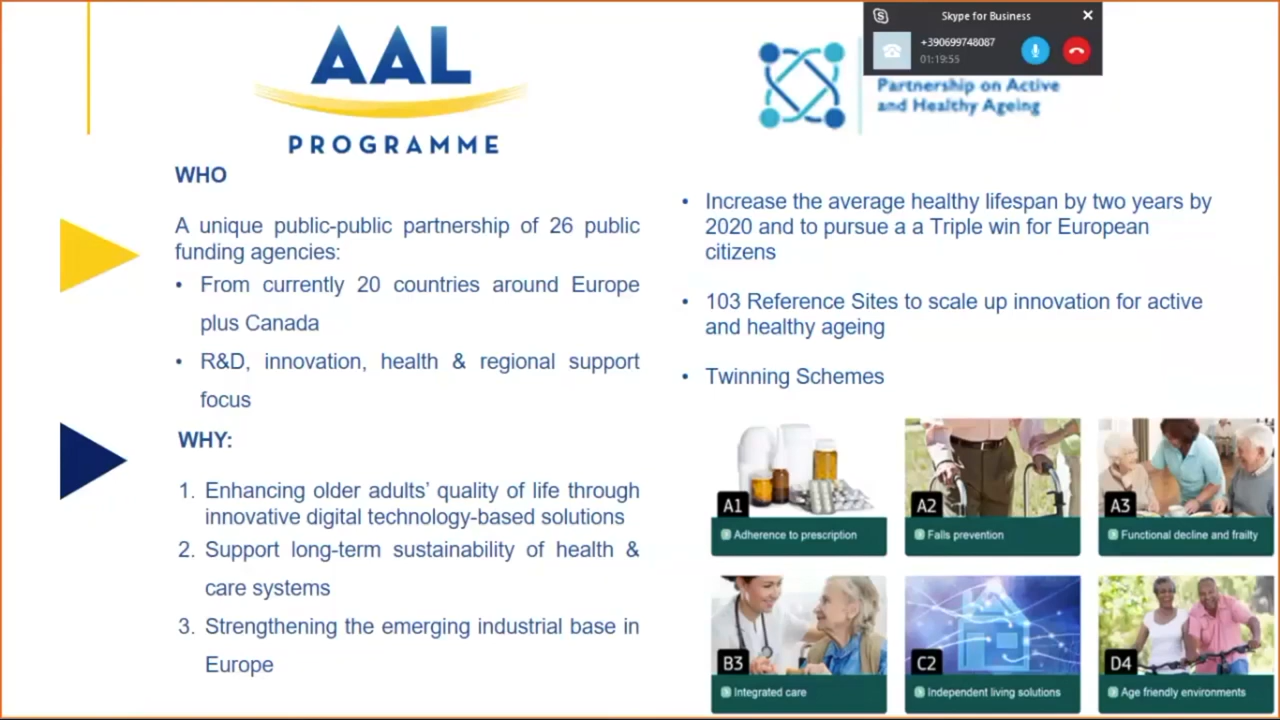 AAL
PROGRAMME
Skype for Business
+390699748087
01:19:55
Partnership on Active
and Healthy Ageing
WHO
A unique public-public partnership of 26 public
funding agencies:
• From currently 20 countries around Europe
plus Canada
• R&D, innovation, health & regional support
focus
WHY:
1. Enhancing older adults’ quality of life through
innovative digital technology-based solutions
2. Support long-term sustainability of health &
care systems
3. Strengthening the emerging industrial base in
Europe
• Increase the average healthy lifespan by two years by
2020 and to pursue a a Triple win for European
citizens
• 103 Reference Sites to scale up innovation for active
and healthy ageing
• Twinning Schemes
A1
Adherence to prescription
A2
Falls prevention
A3
Functional decline and frailty
B3
Integrated care
C2
Independent living solutions
D4
Age friendly environments